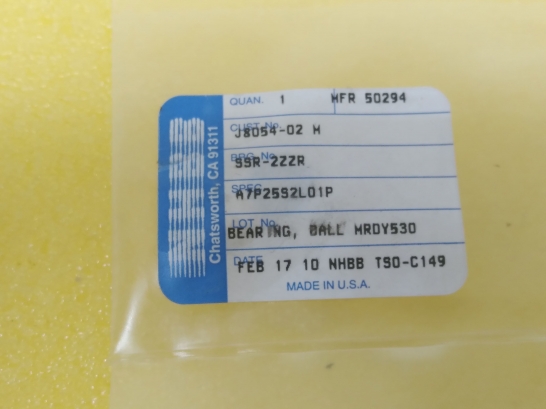 QUAN. 1 MFR 50294
CUST. No.
J8054-02 M
BRG. No.
SSR-2ZZR
SPEC.
A7P25S2L01P
LOT No.
BEARING, BALL MRDY530
DATE
FEB 17 10 NHBB TSO-C149
MADE IN U.S.A.
NHBB
Chatsworth, CA 91311